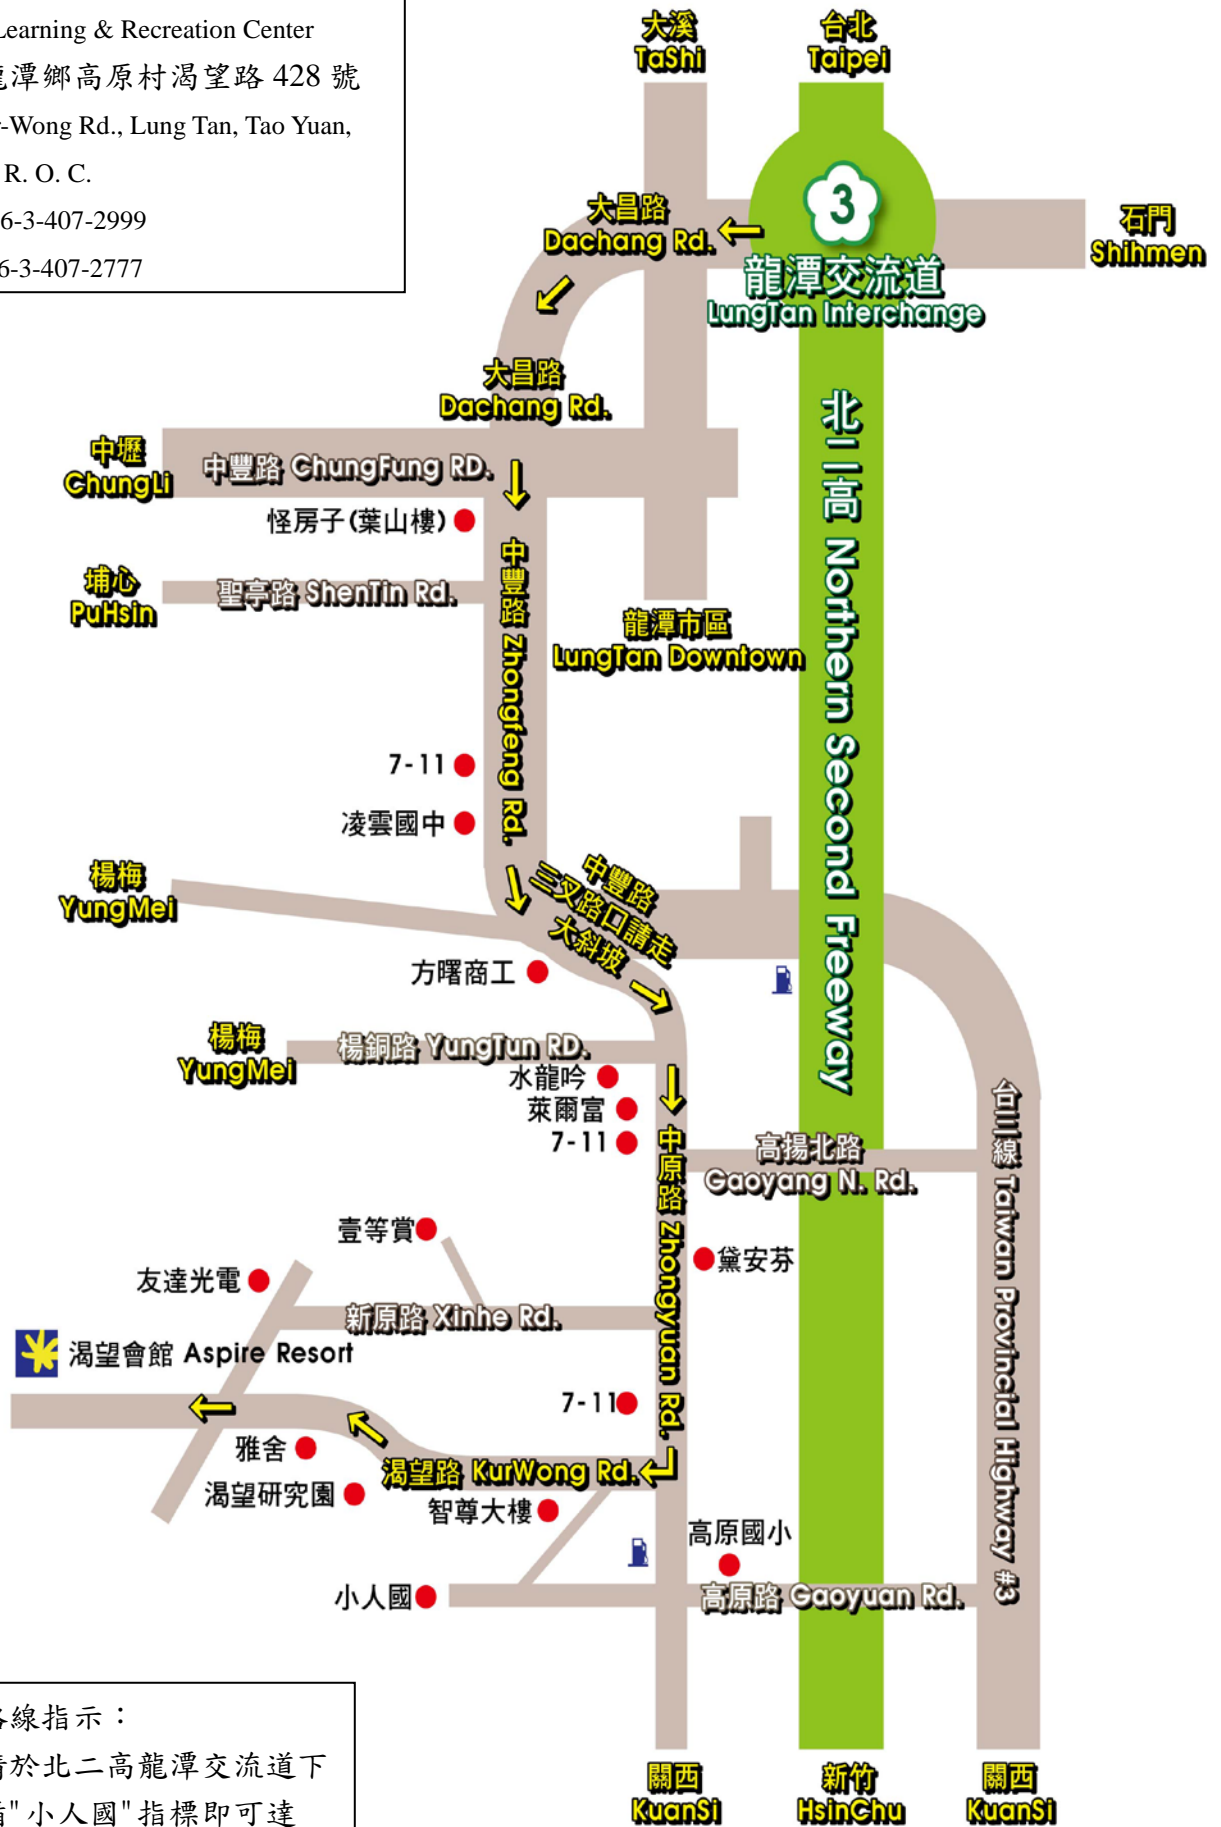 Learning & Recreation Center
龍潭鄉高原村渴望路 428 號
-Wong Rd., Lung Tan, Tao Yuan,
R. O. C.
6-3-407-2999
6-3-407-2777
大溪
TaShi
台北
Taipei
3
大昌路
Dachang Rd.
石門
Shihmen
龍潭交流道
LungTan Interchange
大昌路
Dachang Rd.
北二高 Northern Second Freeway
中壢
ChungLi
中豐路 ChungFung RD.
怪房子(葉山樓)
埔心
PuHsin
聖亭路 ShenTin Rd.
中豐路 Zhongfeng Rd.
龍潭市區
LungTan Downtown
7-11
凌雲國中
楊梅
YungMei
中豐路
三叉路口請走
大斜坡
方曙商工
楊梅
YungMei
楊銅路 YungTun RD.
水龍吟
萊爾富
7-11
中原路 Zhongyuan Rd.
高揚北路
Gaoyang N. Rd.
台三線 Taiwan Provincial Highway #3
壹等賞
黛安芬
友達光電
新原路 Xinhe Rd.
渴望會館 Aspire Resort
7-11
雅舍
渴望路 KurWong Rd.
渴望研究園
智尊大樓
高原國小
小人國
高原路 Gaoyuan Rd.
路線指示：
請於北二高龍潭交流道下
循"小人國"指標即可達
關西
KuanSi
新竹
HsinChu
關西
KuanSi